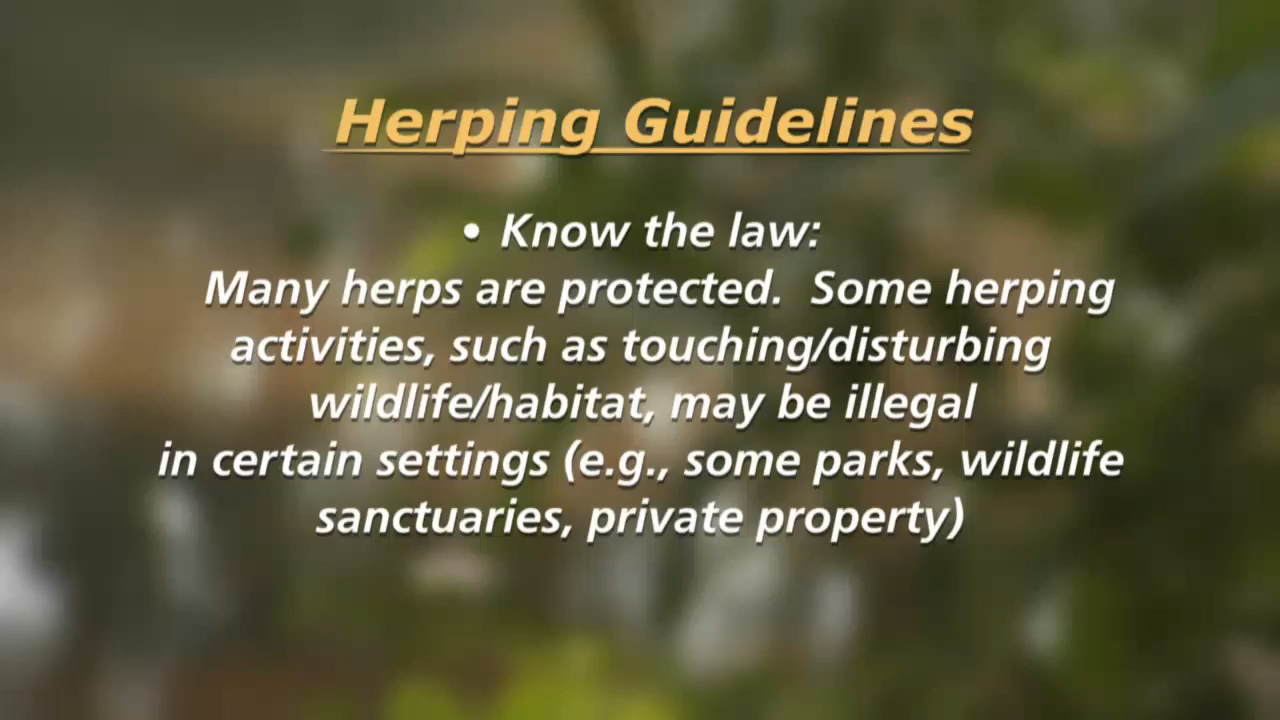 Herping Guidelines
• Know the law:
Many herps are protected.  Some herping
activities, such as touching/disturbing
wildlife/habitat, may be illegal
in certain settings (e.g., some parks, wildlife
sanctuaries, private property)